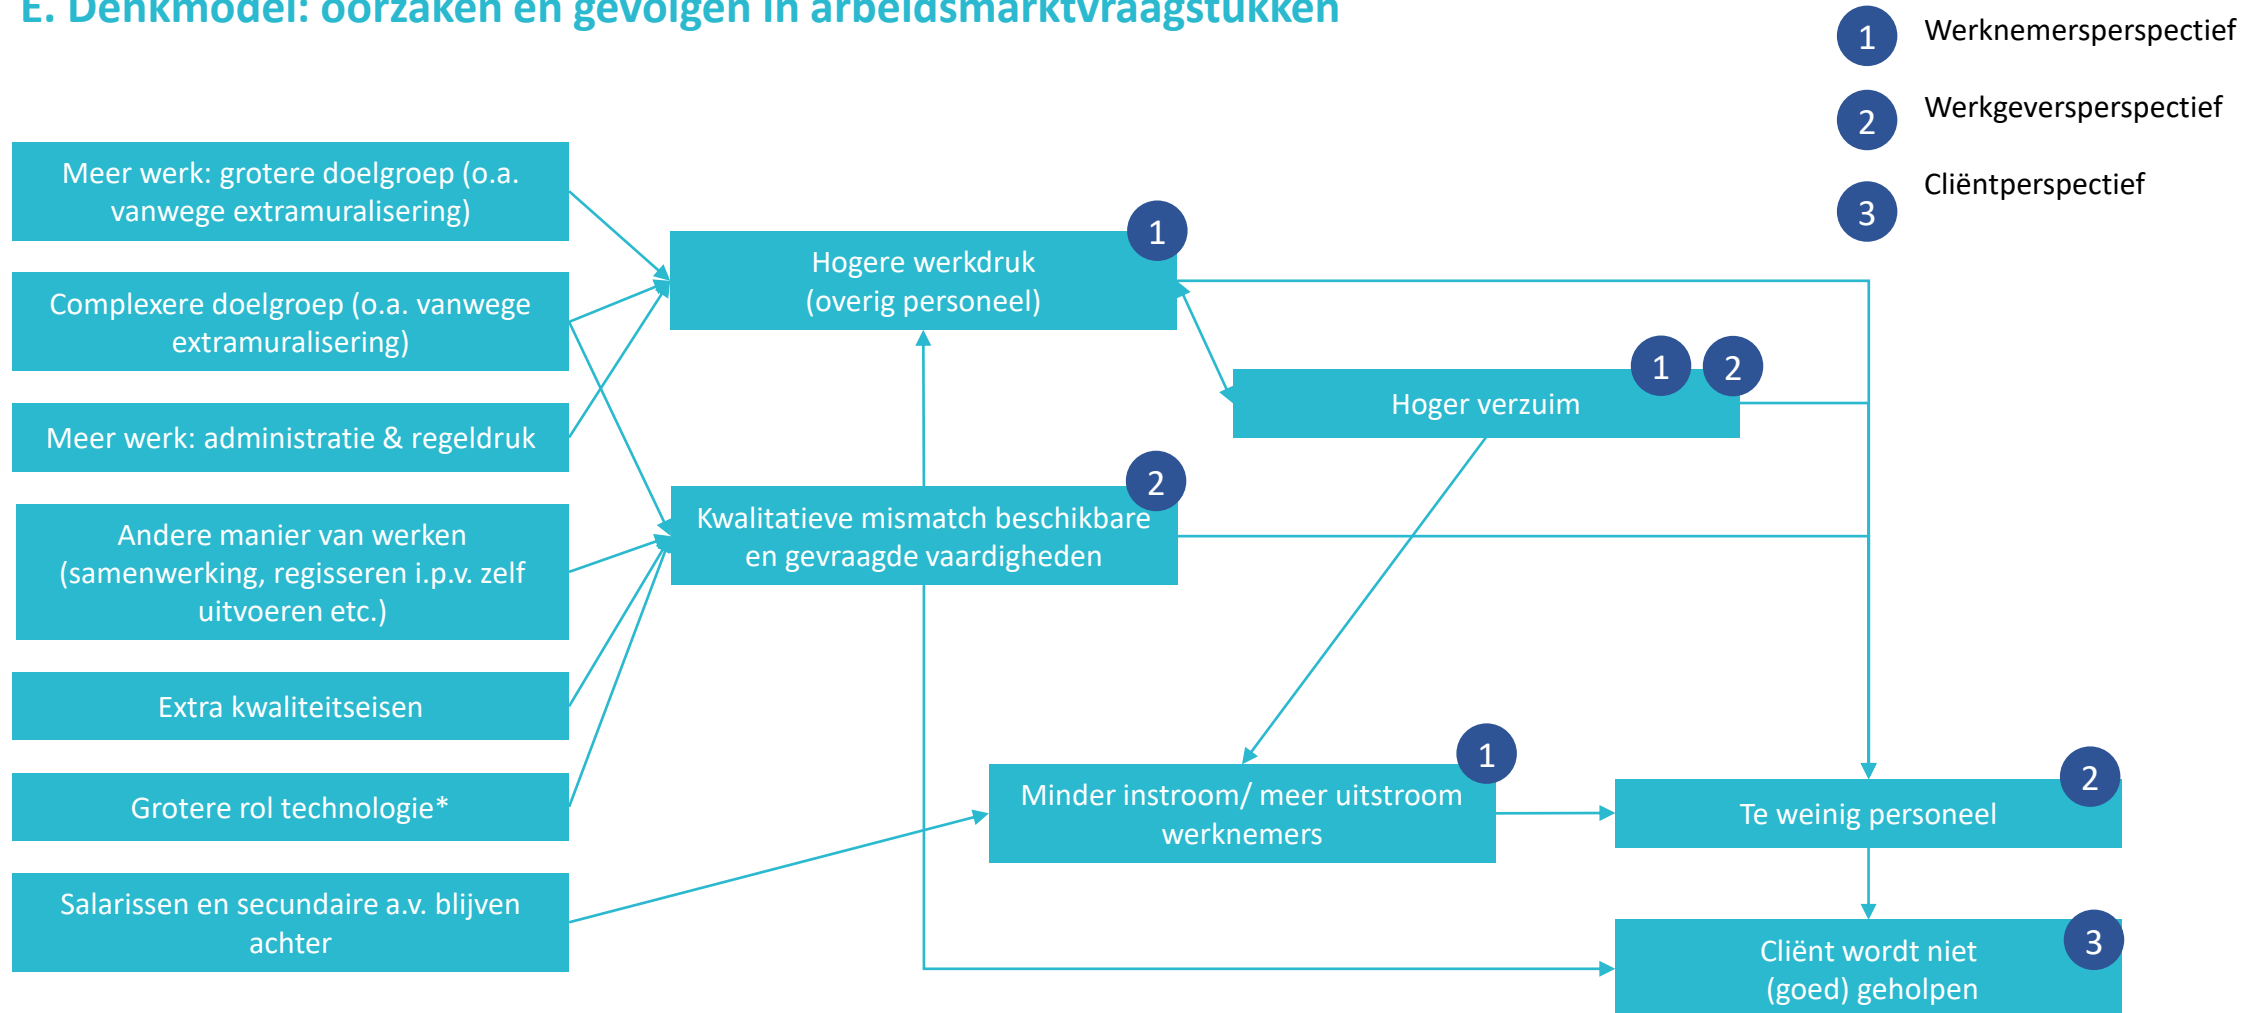 E. Denkmodel: oorzaken en gevolgen in arbeidsmarktvraagstukken
1 Werknemersperspectief
2 Werkgeversperspectief
3 Cliëntperspectief
Meer werk: grotere doelgroep (o.a.
vanwege extramuralisering)
Complexere doelgroep (o.a. vanwege
extramuralisering)
Meer werk: administratie & regeldruk
Andere manier van werken
(samenwerking, regisseren i.p.v. zelf
uitvoeren etc.)
Extra kwaliteitseisen
Grotere rol technologie*
Salarissen en secundaire a.v. blijven
achter
1
Hogere werkdruk
(overig personeel)
1 2
Hoger verzuim
2
Kwalitatieve mismatch beschikbare
en gevraagde vaardigheden
1
Minder instroom/ meer uitstroom
werknemers
2
Te weinig personeel
3
Cliënt wordt niet
(goed) geholpen